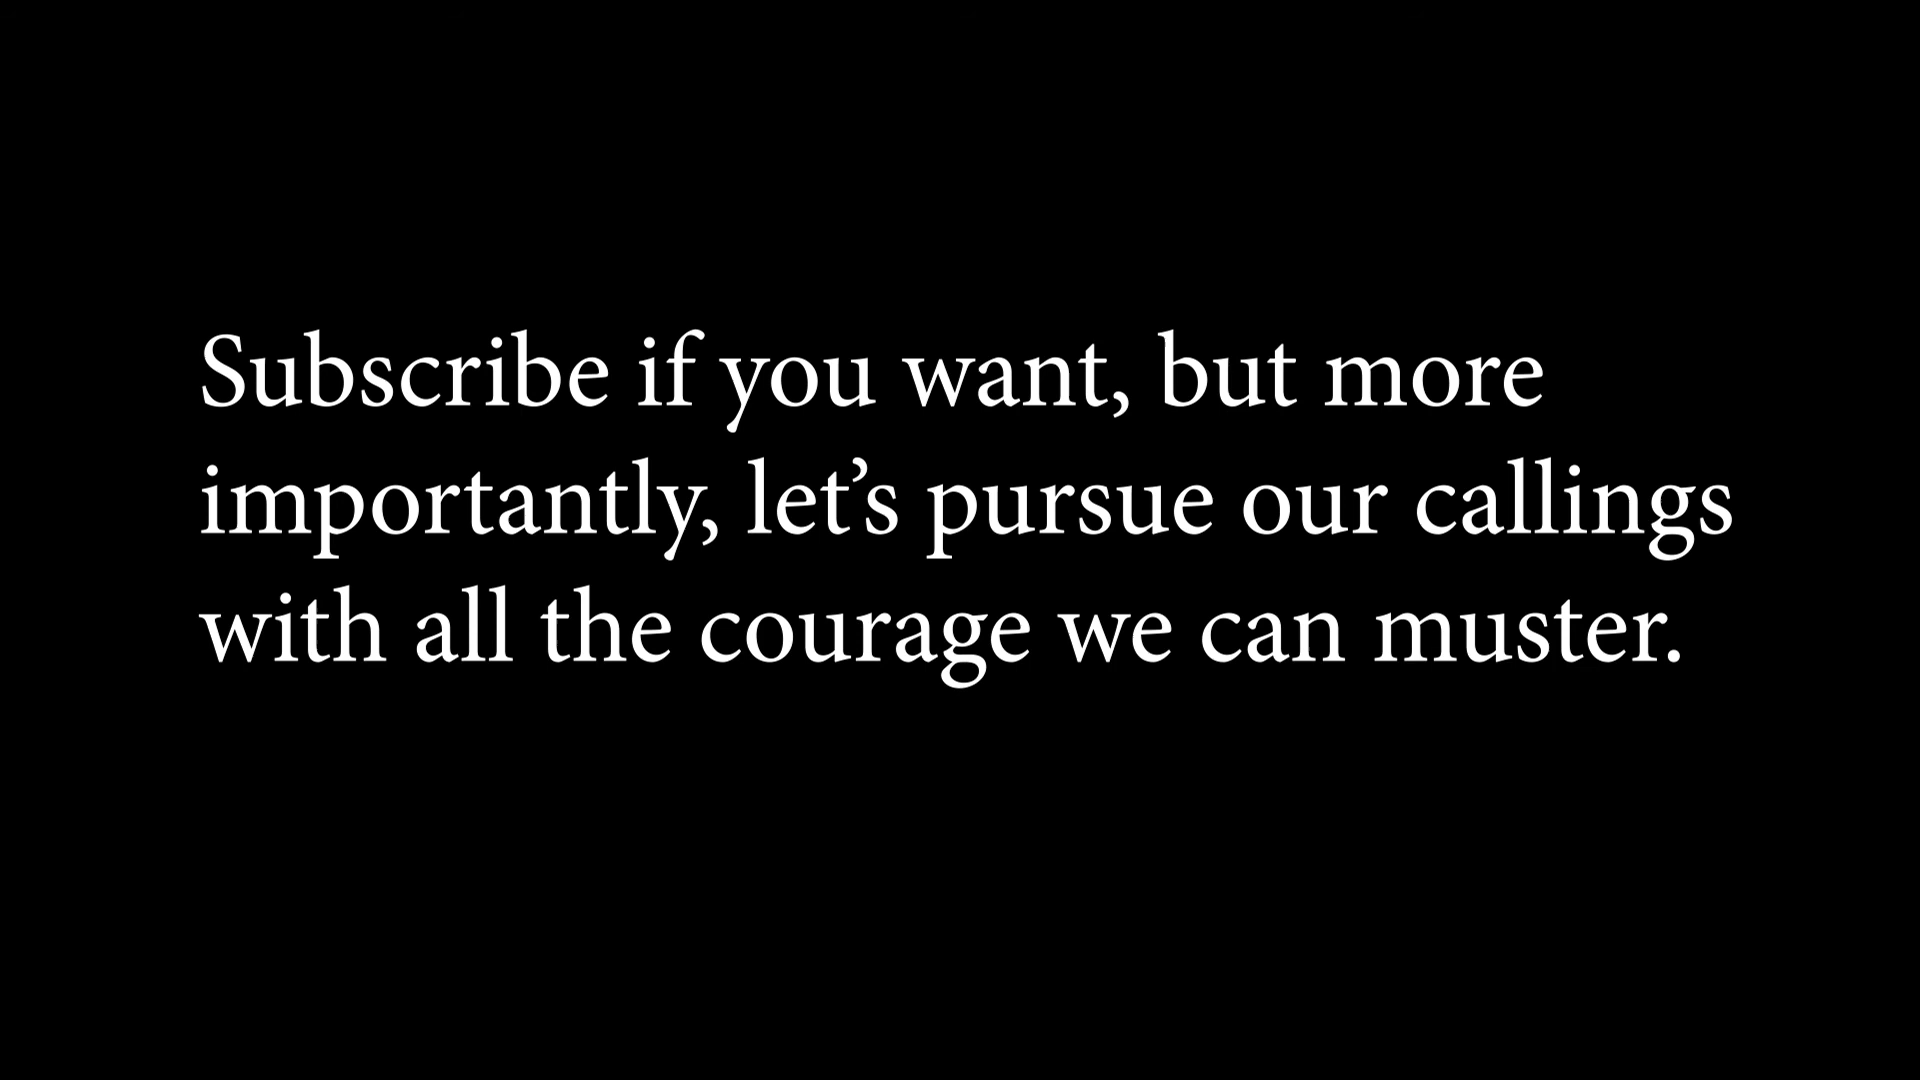 Subscribe if you want, but more
importantly, let’s pursue our callings
with all the courage we can muster.